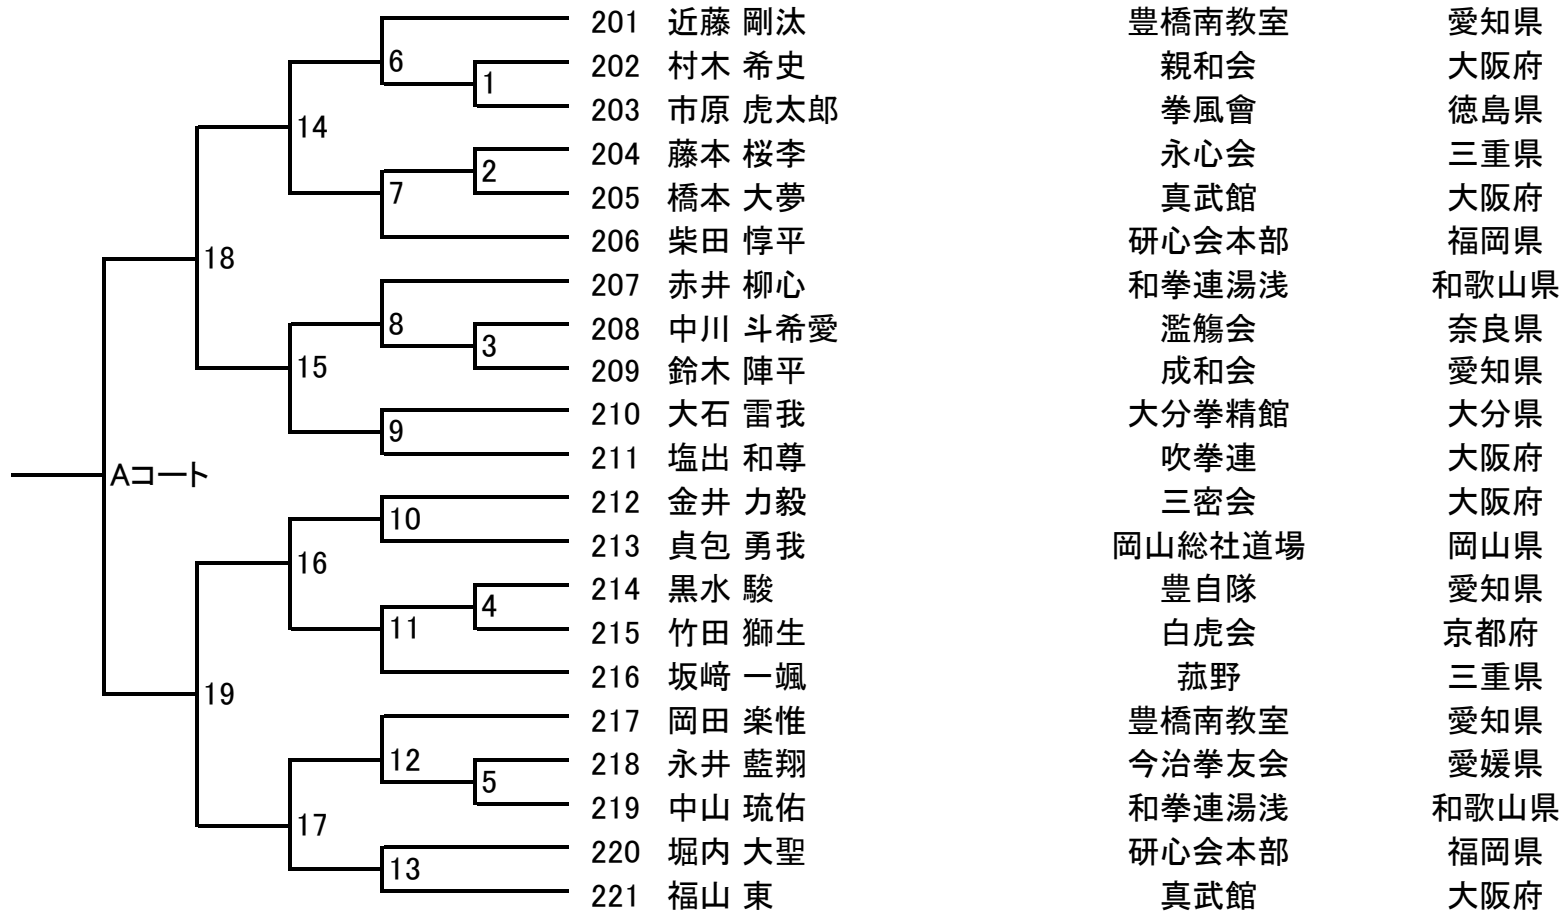 201 近藤 剛汰 豊橋南教室 愛知県
6
202 村木 希史 親和会 大阪府
1
203 市原 虎太郎 拳風會 徳島県
14
204 藤本 桜李 永心会 三重県
2
7
205 橋本 大夢 真武館 大阪府
206 柴田 惇平 研心会本部 福岡県
18
207 赤井 柳心 和拳連湯浅 和歌山県
8
208 中川 斗希愛 濫觴会 奈良県
3
15
209 鈴木 陣平 成和会 愛知県
210 大石 雷我 大分拳精館 大分県
9
211 塩出 和尊 吹拳連 大阪府
Aコート
212 金井 力毅 三密会 大阪府
10
213 貞包 勇我 岡山総社道場 岡山県
16
214 黒水 駿 豊自隊 愛知県
4
11
215 竹田 獅生 白虎会 京都府
216 坂﨑 一颯 菰野 三重県
19
217 岡田 楽惟 豊橋南教室 愛知県
12
218 永井 藍翔 今治拳友会 愛媛県
5
219 中山 琉佑 和拳連湯浅 和歌山県
17
220 堀内 大聖 研心会本部 福岡県
13
221 福山 東 真武館 大阪府